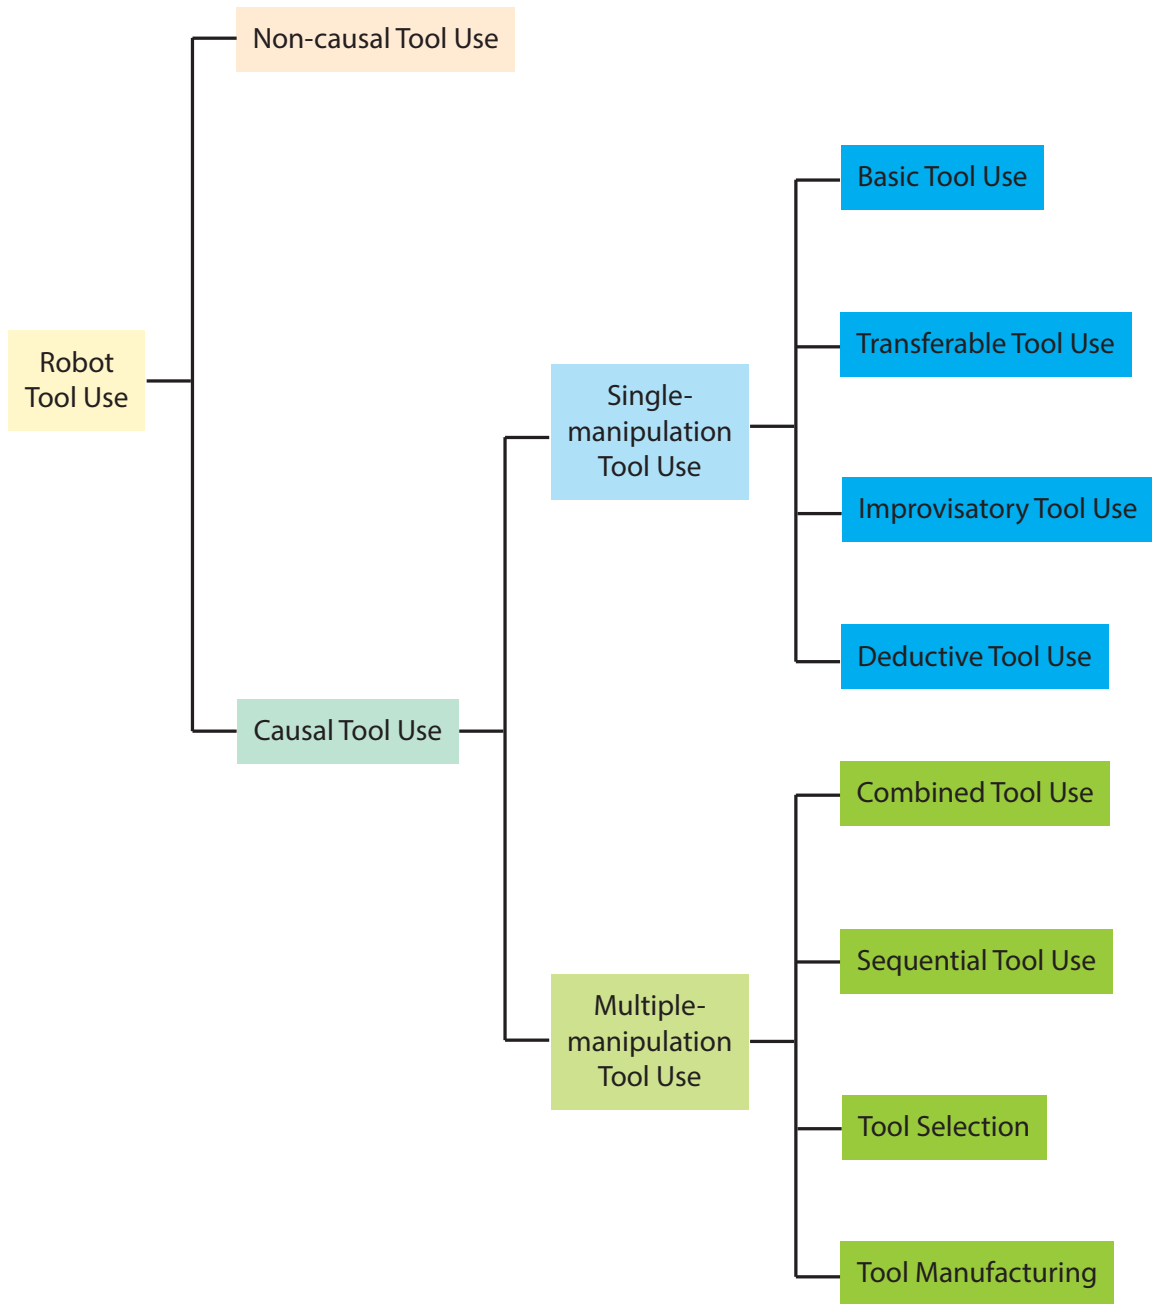 Non-causal Tool Use
Robot
Tool Use
Causal Tool Use
Single-
manipulation
Tool Use
Basic Tool Use
Transferable Tool Use
Improvisatory Tool Use
Deductive Tool Use
Multiple-
manipulation
Tool Use
Combined Tool Use
Sequential Tool Use
Tool Selection
Tool Manufacturing